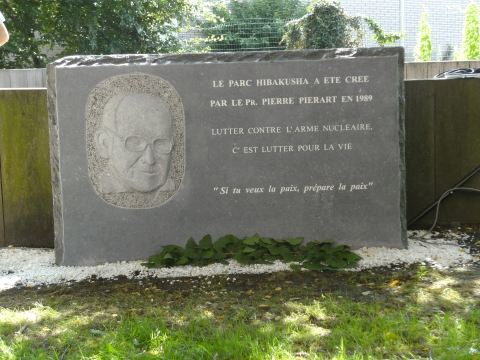 LE PARC HIBAKUSHA A ETE CREE
PAR LE PR. PIERRE PIERART EN 1989
LUTTER CONTRE L'ARME NUCLEAIRE,
C' EST LUTTER POUR LA VIE
"Si tu veux la paix, prépare la paix"